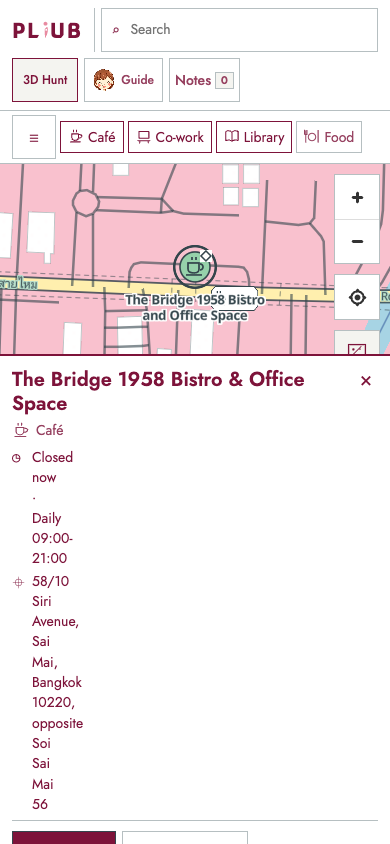 PLIUB
Search
3D Hunt
Guide
Notes 0
Café
Co-work
Library
Food
สายไหม
The Bridge 1958 Bistro
and Office Space
The Bridge 1958 Bistro & Office
Space
Café
Closed
now
·
Daily
09:00-
21:00
58/10
Siri
Avenue,
Sai
Mai,
Bangkok
10220,
opposite
Soi
Sai
Mai
56